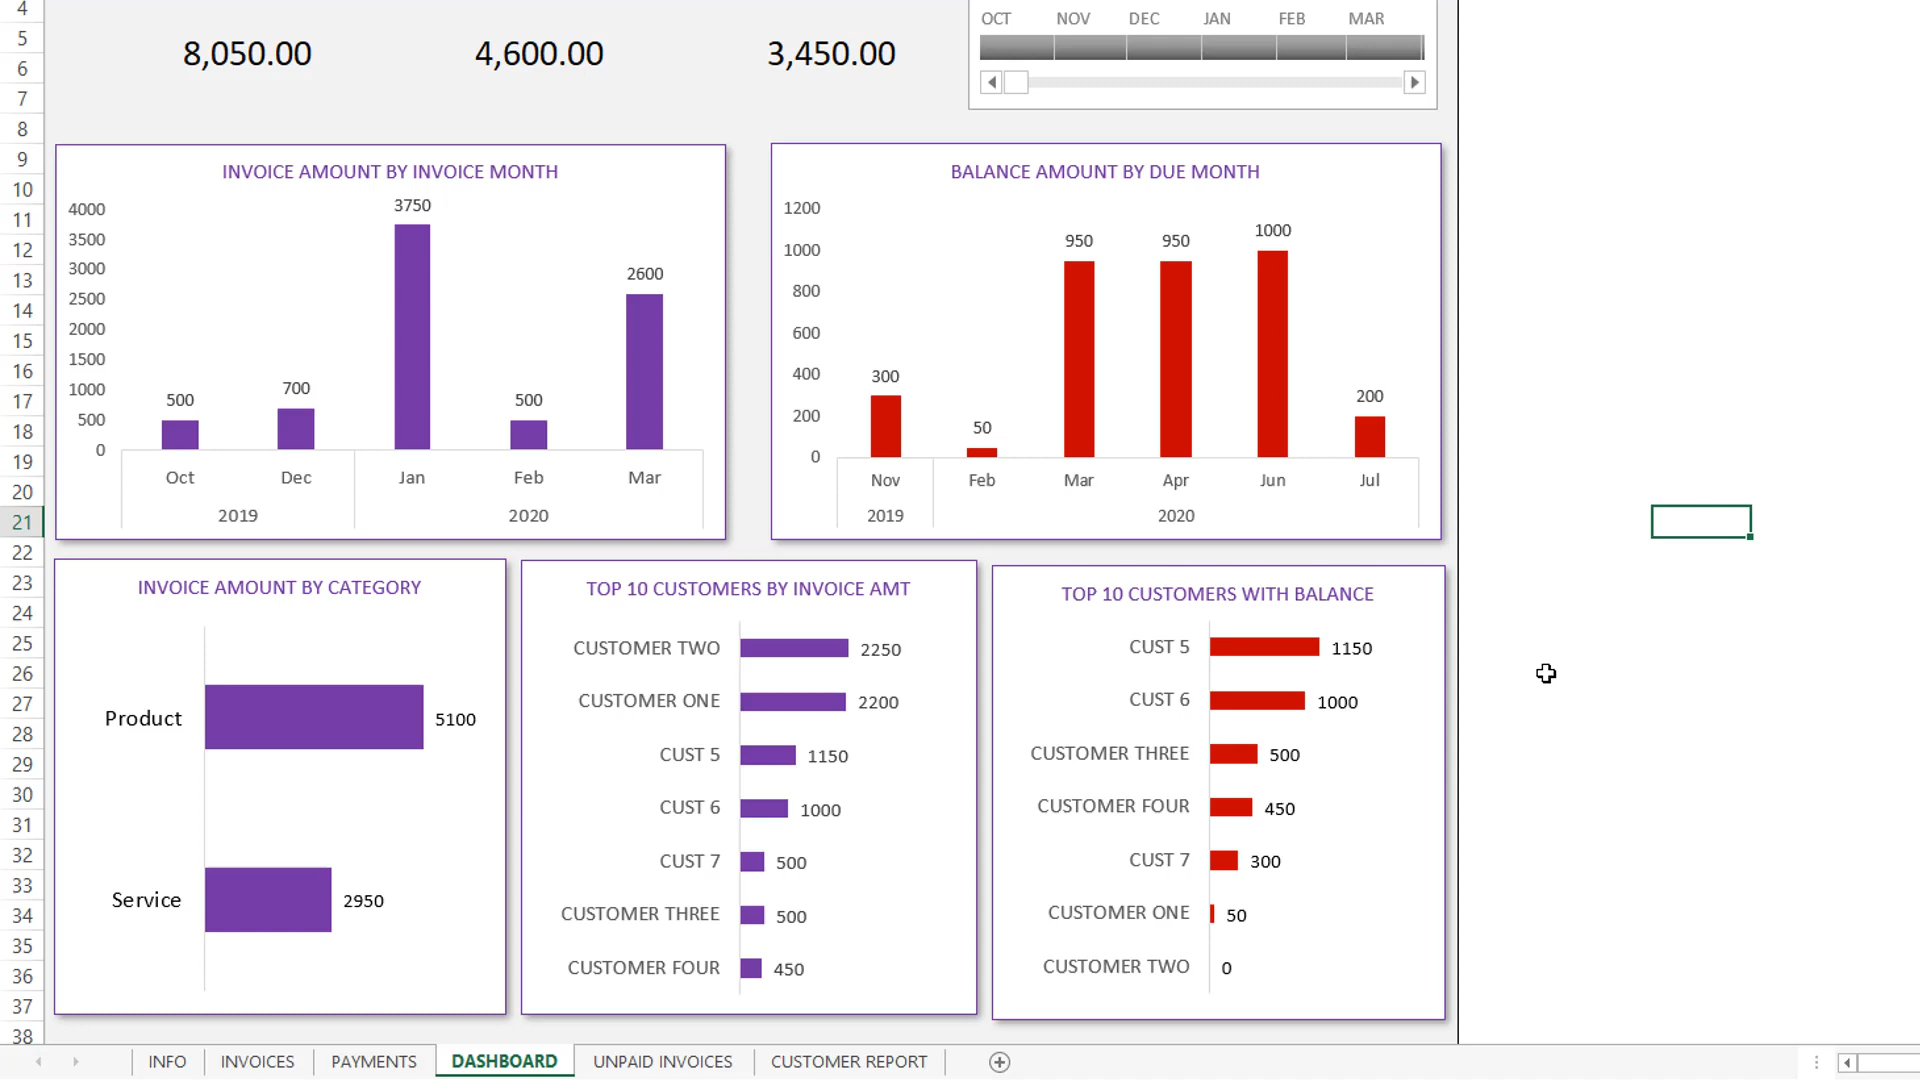 4
5
6
7
8
9
10
11
12
13
14
15
16
17
18
19
20
21
22
23
24
25
26
27
28
29
30
31
32
33
34
35
36
37
38
8,050.00 4,600.00 3,450.00
OCT NOV DEC JAN FEB MAR
INVOICE AMOUNT BY INVOICE MONTH
4000
3500
3000
2500
2000
1500
1000
500
0
500 700 3750 500 2600
Oct Dec Jan Feb Mar
2019 2020
BALANCE AMOUNT BY DUE MONTH
1200
1000
800
600
400
200
0
300 50 950 950 1000 200
Nov Feb Mar Apr Jun Jul
2019 2020
INVOICE AMOUNT BY CATEGORY
Product 5100
Service 2950
TOP 10 CUSTOMERS BY INVOICE AMT
CUSTOMER TWO 2250
CUSTOMER ONE 2200
CUST 5 1150
CUST 6 1000
CUST 7 500
CUSTOMER THREE 500
CUSTOMER FOUR 450
TOP 10 CUSTOMERS WITH BALANCE
CUST 5 1150
CUST 6 1000
CUSTOMER THREE 500
CUSTOMER FOUR 450
CUST 7 300
CUSTOMER ONE 50
CUSTOMER TWO 0
INFO INVOICES PAYMENTS DASHBOARD UNPAID INVOICES CUSTOMER REPORT